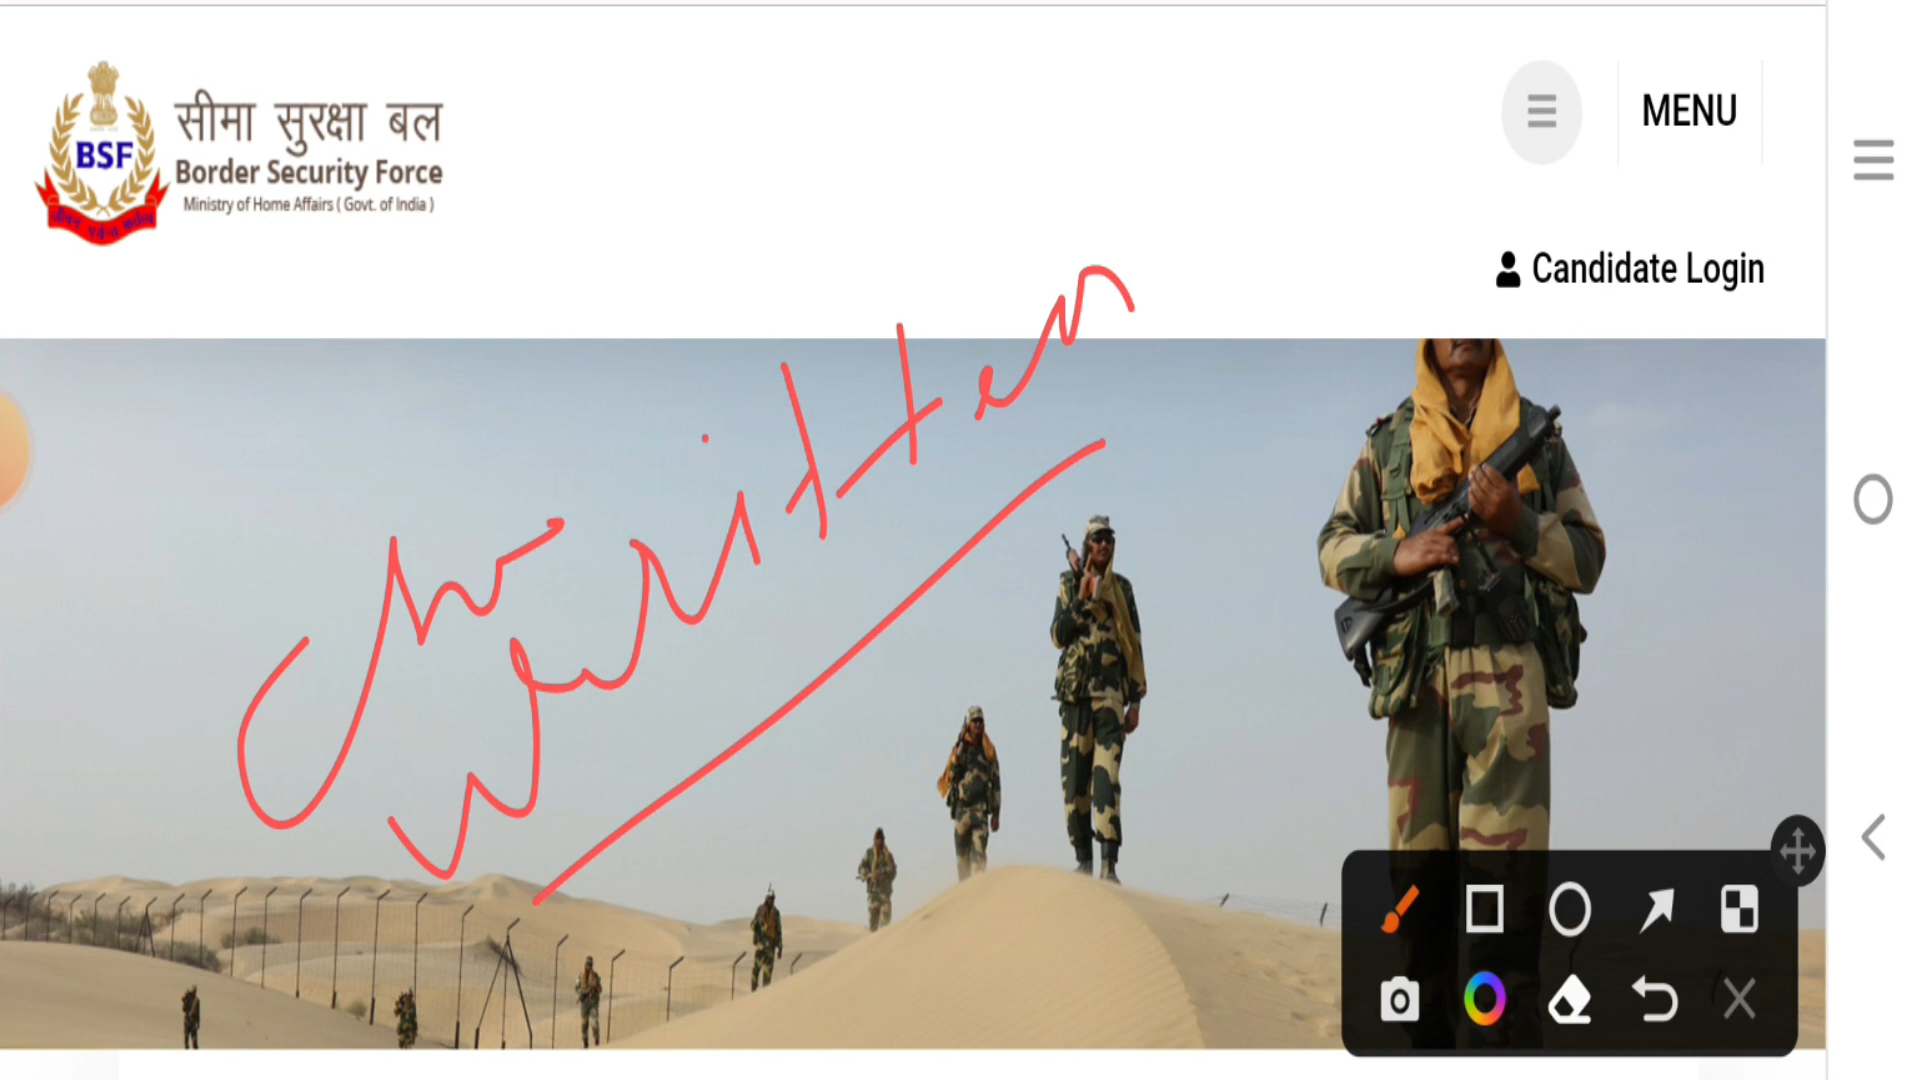 सीमा सुरक्षा बल
BSF
Border Security Force
Ministry of Home Affairs ( Govt. of India )
MENU
Candidate Login
written